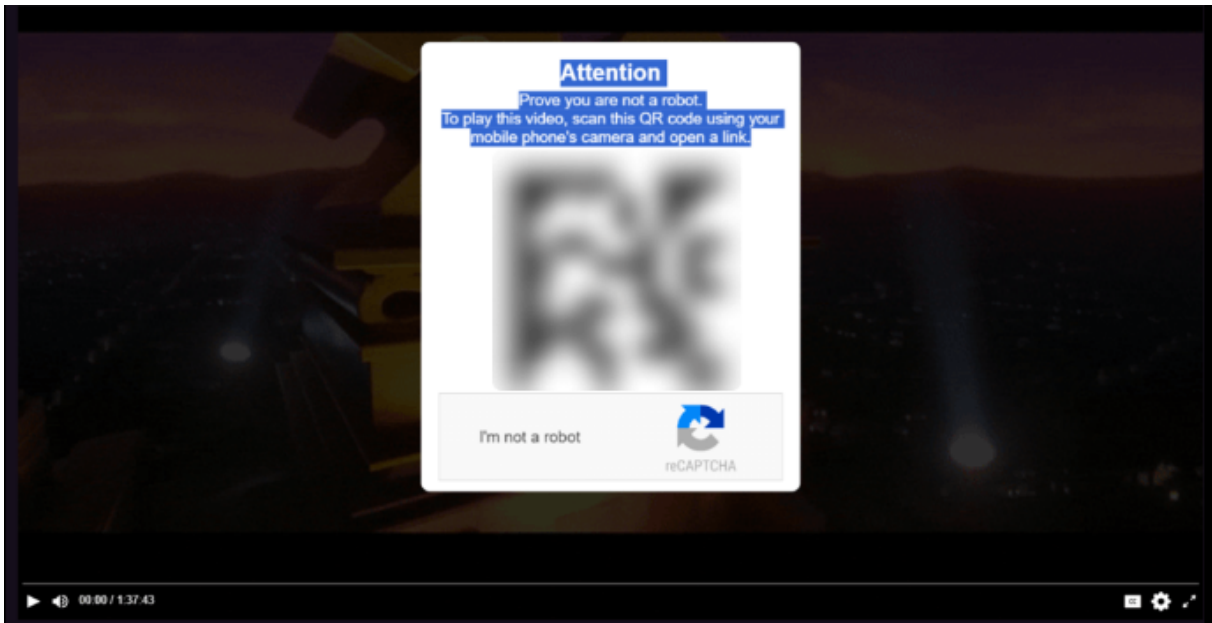 Attention
Prove you are not a robot.
To play this video, scan this QR code using your
mobile phone's camera and open a link.
I'm not a robot
reCAPTCHA
00:00 / 1:37:43